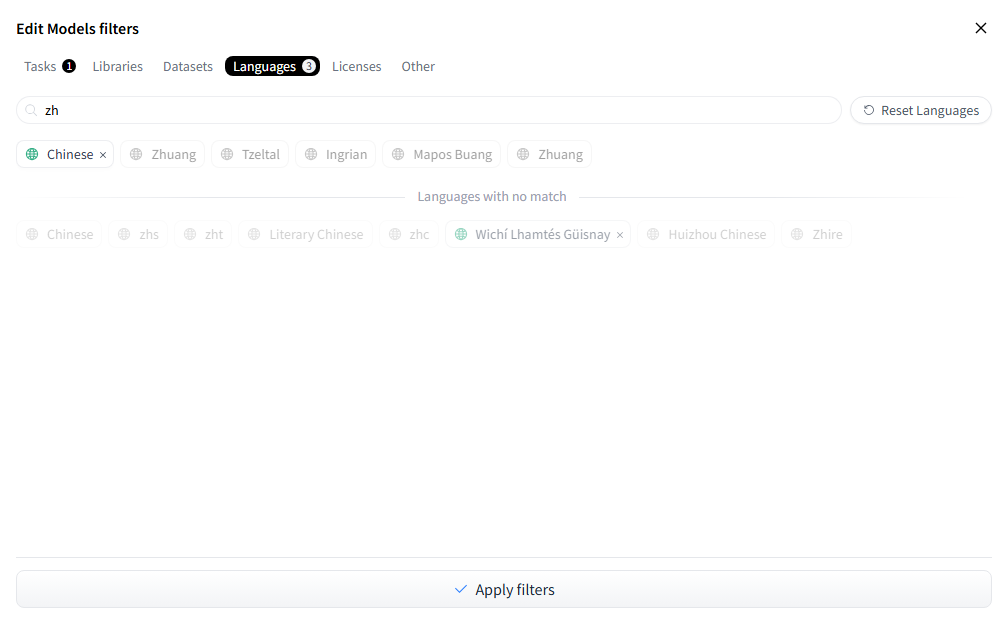 Edit Models filters
Tasks 1 Libraries Datasets Languages 3 Licenses Other
zh Reset Languages
Chinese × Zhuang Tzeltal Ingrian Mapos Buang Zhuang
Languages with no match
Chinese zhs zht Literary Chinese zhc Wichí Lhamtés Güisnay × Huizhou Chinese Zhire
Apply filters